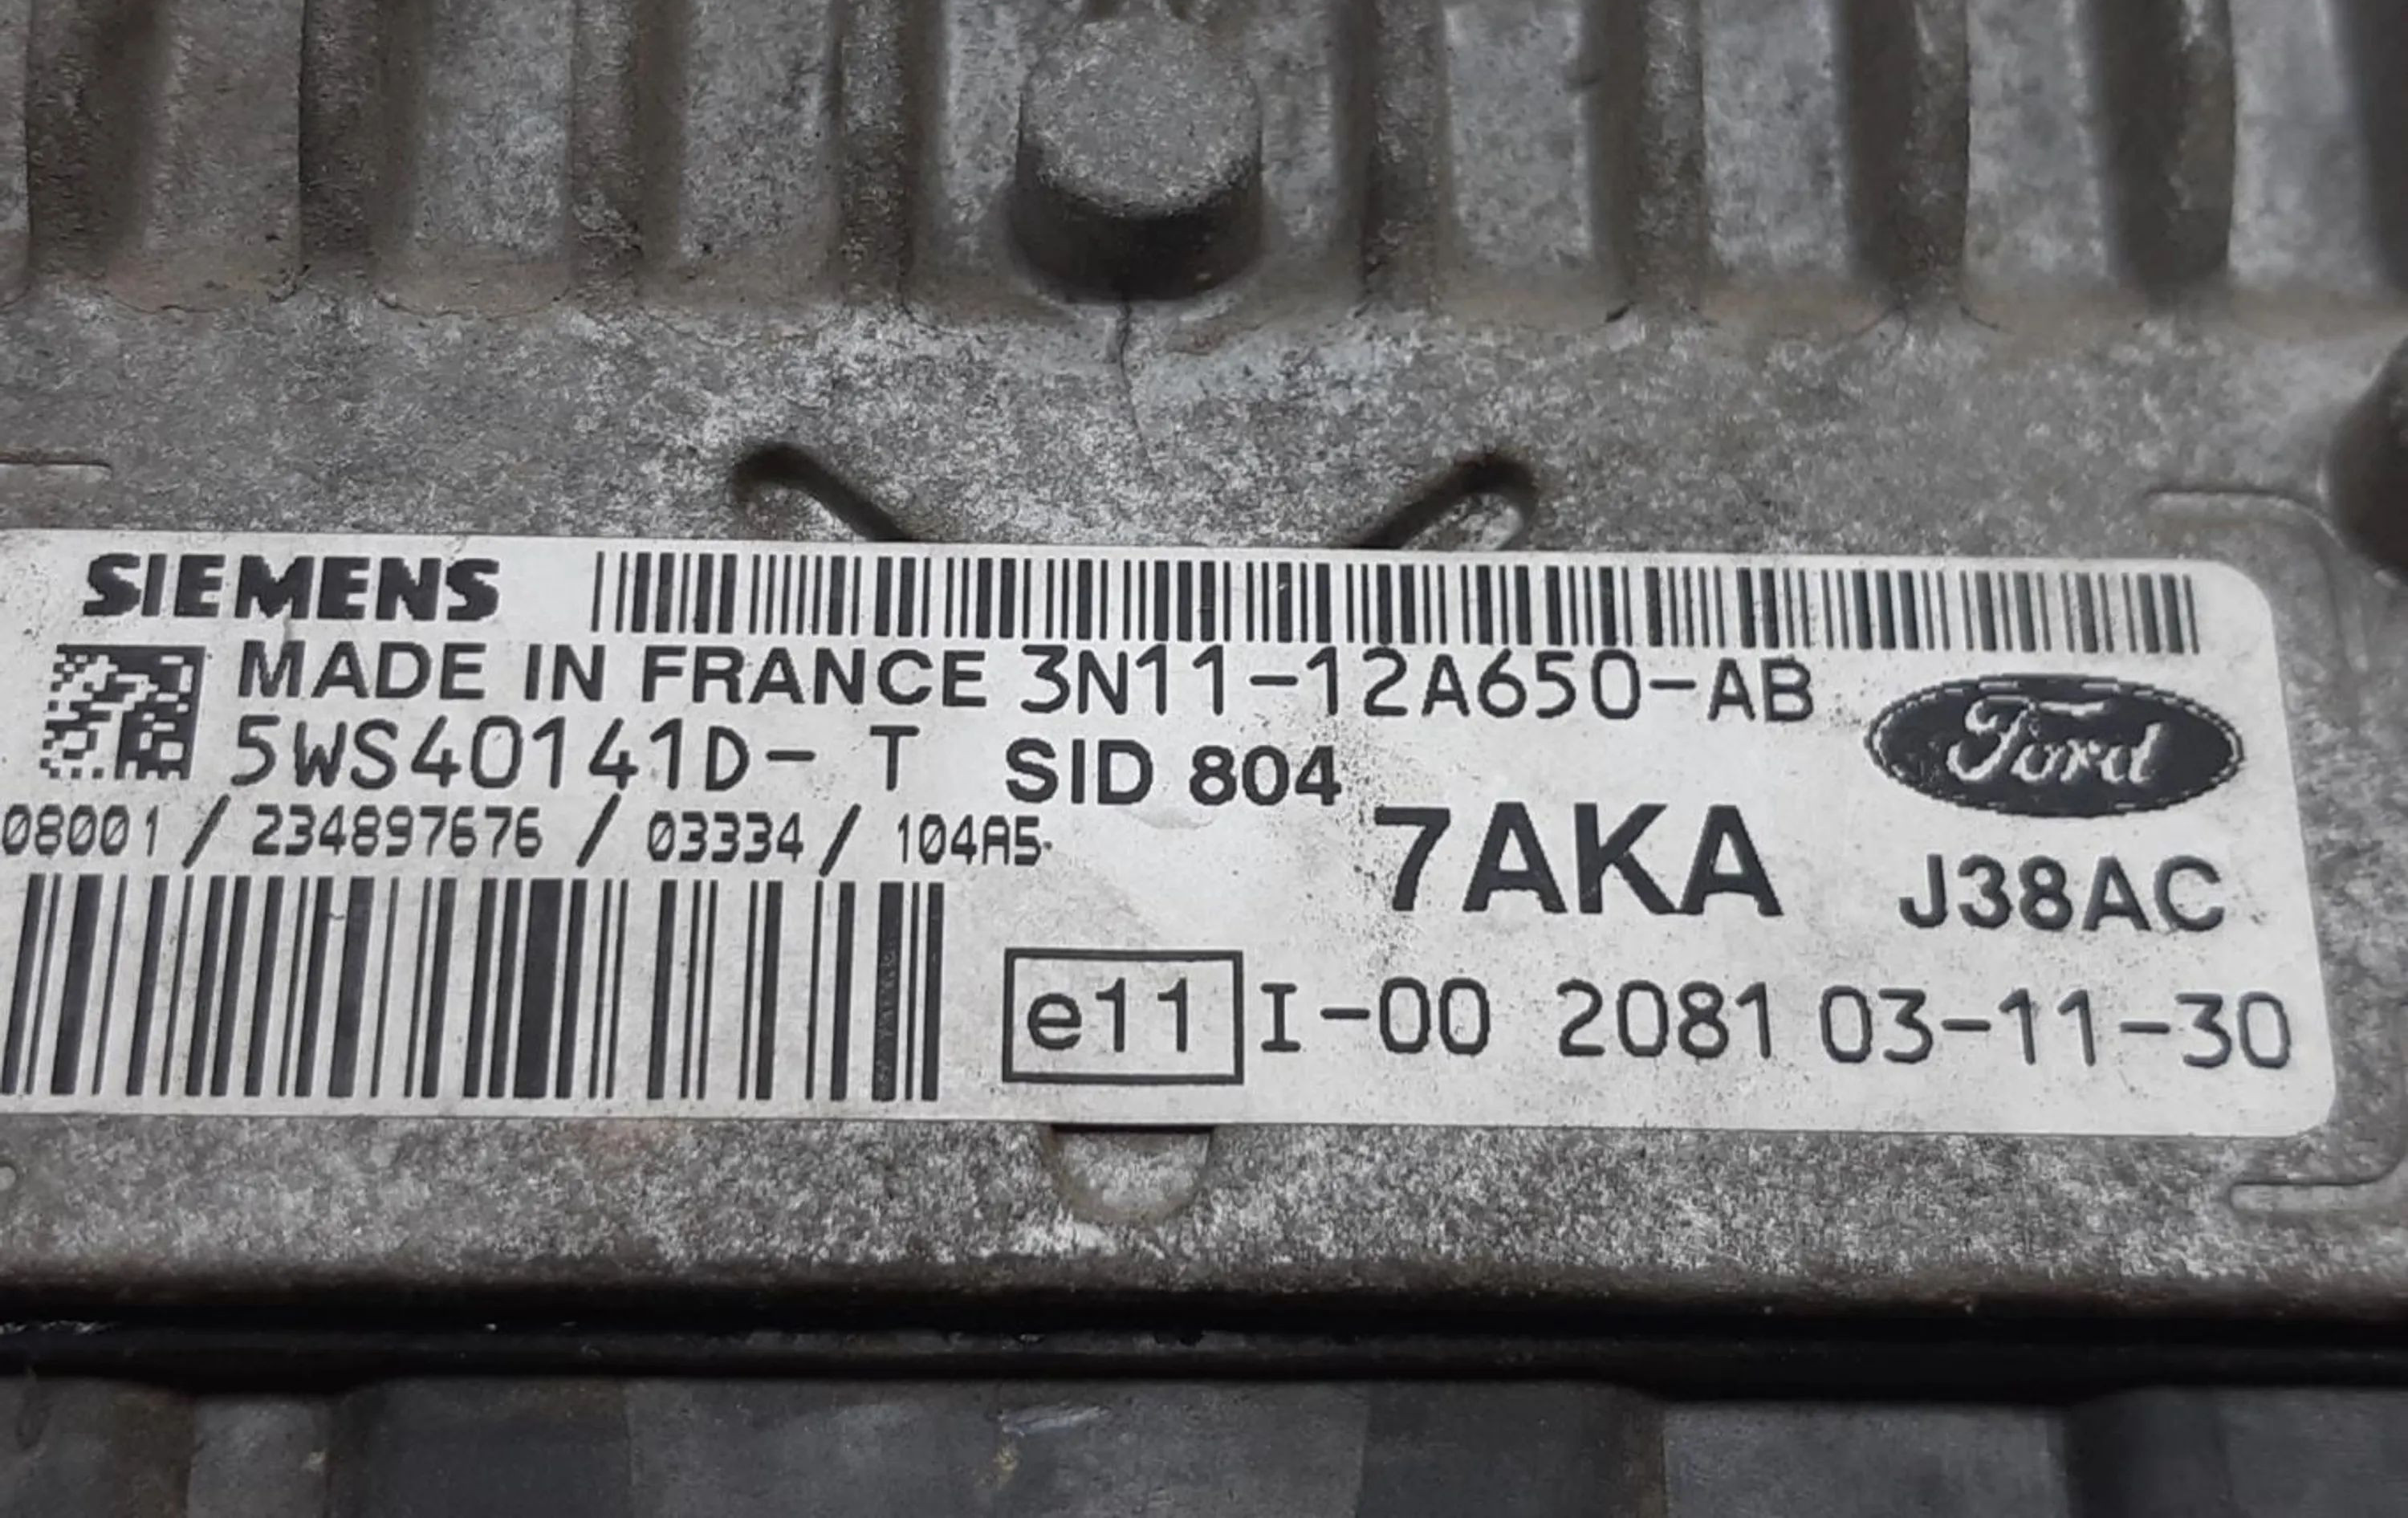 SIEMENS
MADE IN FRANCE 3N11-12A650-AB
Ford
5WS40141D- T SID 804
08001 / 234897676 / 03334 / 104A5
7AKA J38AC
e11 I-00 2081 03-11-30